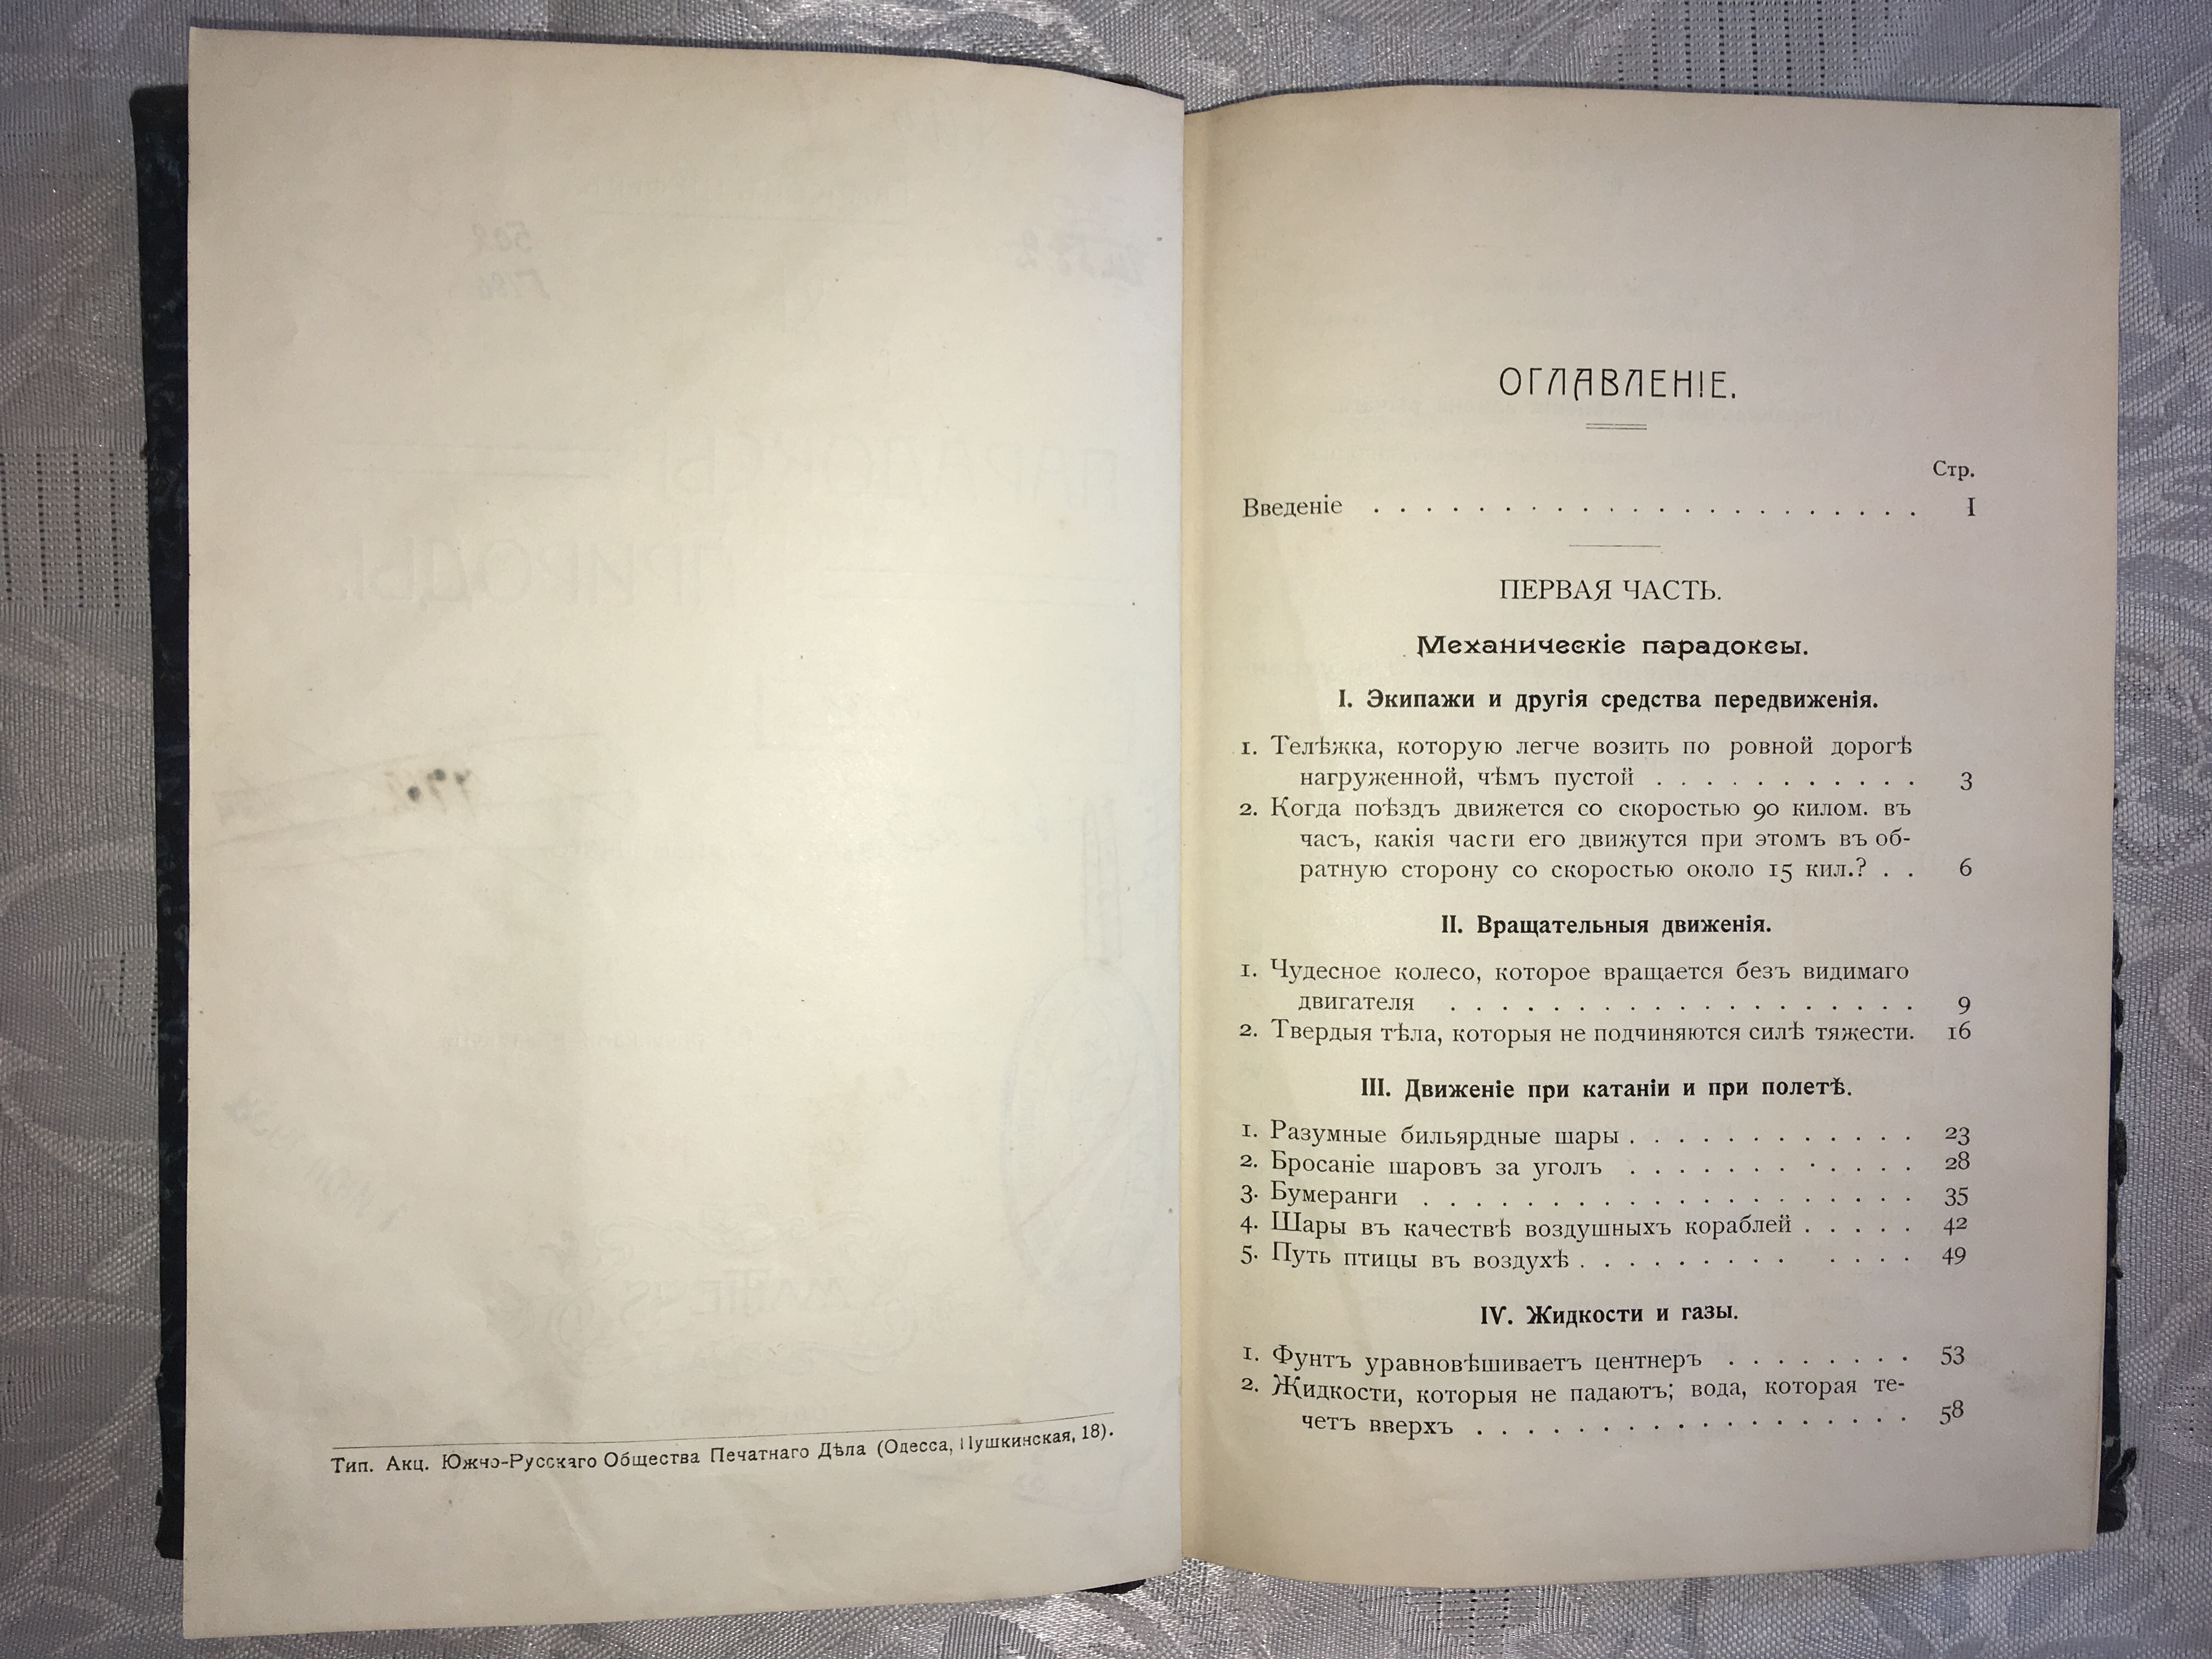 Тип. Акц. Южно-Русскаго Общества Печатнаго Дѣла (Одесса, Пушкинская, 18).
ОГЛАВЛЕНІЕ.
Стр.
Введеніе . . . . . . . . . . . . . . . . . . . . . I
ПЕРВАЯ ЧАСТЬ.
Механическіе парадоксы.
I. Экипажи и другія средства передвиженія.
1. Телѣжка, которую легче возить по ровной дорогѣ
нагруженной, чѣмъ пустой . . . . . . . . . . . 3
2. Когда поѣздъ движется со скоростью 90 килом. въ
часъ, какія части его движутся при этомъ въ об-
ратную сторону со скоростью около 15 кил.? . . 6
II. Вращательныя движенія.
1. Чудесное колесо, которое вращается безъ видимаго
двигателя . . . . . . . . . . . . . . . . . . 9
2. Твердыя тѣла, которыя не подчиняются силѣ тяжести. 16
III. Движеніе при катаніи и при полетѣ.
1. Разумные бильярдные шары . . . . . . . . . . . . 23
2. Бросаніе шаровъ за уголъ . . . . . . . . . . . . 28
3. Бумеранги . . . . . . . . . . . . . . . . . . . 35
4. Шары въ качествѣ воздушныхъ кораблей . . . . . 42
5. Путь птицы въ воздухѣ . . . . . . . . . . . . . 49
IV. Жидкости и газы.
1. Фунтъ уравновѣшиваетъ центнеръ . . . . . . . . 53
2. Жидкости, которыя не падаютъ; вода, которая те-
четъ вверхъ . . . . . . . . . . . . . . . . . 58